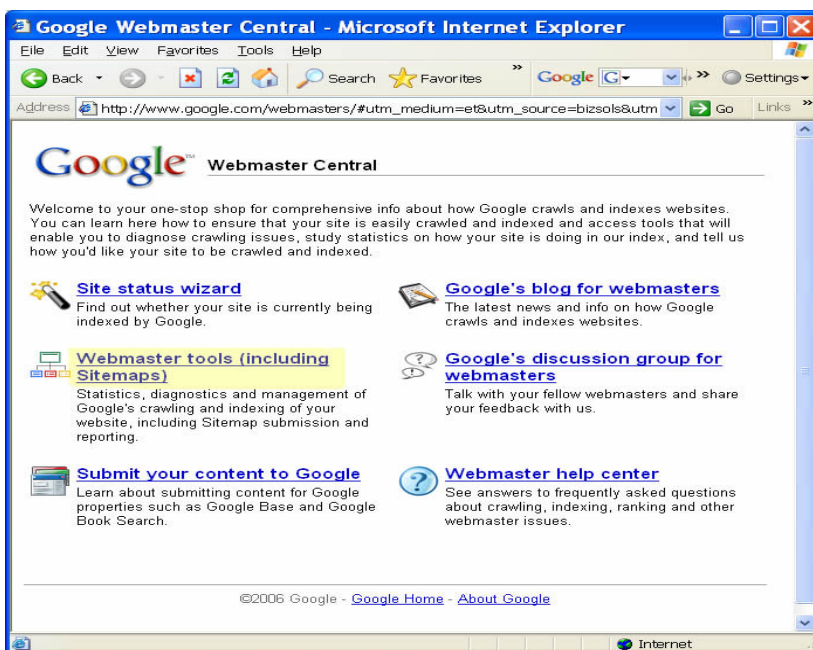 Google Webmaster Central - Microsoft Internet Explorer
File Edit View Favorites Tools Help
Back Search Favorites » Google G » Settings
Address http://www.google.com/webmasters/#utm_medium=et&utm_source=bizsols&utm Go Links »
Google™ Webmaster Central
Welcome to your one-stop shop for comprehensive info about how Google crawls and indexes websites.
You can learn here how to ensure that your site is easily crawled and indexed and access tools that will
enable you to diagnose crawling issues, study statistics on how your site is doing in our index, and tell us
how you'd like your site to be crawled and indexed.
Site status wizard
Find out whether your site is currently being
indexed by Google.
Webmaster tools (including
Sitemaps)
Statistics, diagnostics and management of
Google's crawling and indexing of your
website, including Sitemap submission and
reporting.
Submit your content to Google
Learn about submitting content for Google
properties such as Google Base and Google
Book Search.
Google's blog for webmasters
The latest news and info on how Google
crawls and indexes websites.
Google's discussion group for
webmasters
Talk with your fellow webmasters and share
your feedback with us.
Webmaster help center
See answers to frequently asked questions
about crawling, indexing, ranking and other
webmaster issues.
©2006 Google - Google Home - About Google
Internet